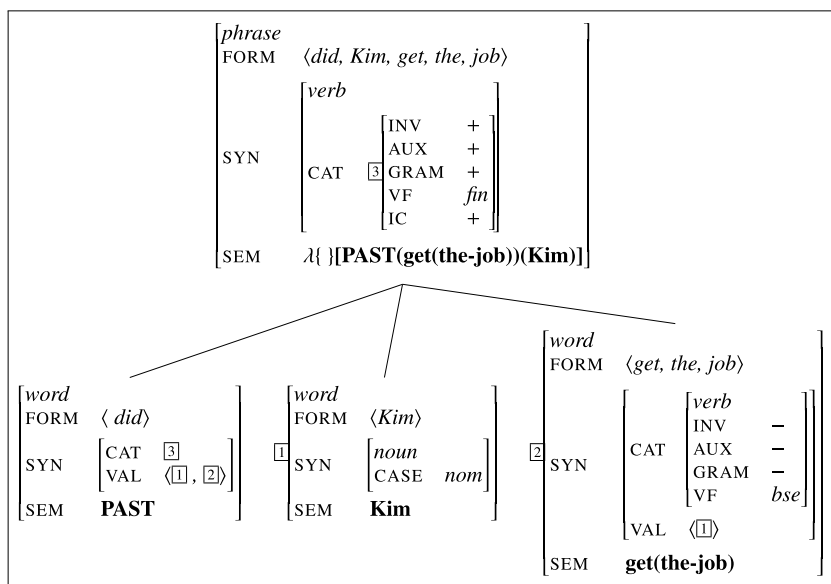 phrase
FORM ⟨did, Kim, get, the, job⟩
verb
INV +
AUX +
SYN CAT 3 GRAM +
VF fin
IC +
SEM λ{ }[PAST(get(the-job))(Kim)]
word
FORM ⟨ did⟩
SYN CAT 3
VAL ⟨1 , 2⟩
SEM PAST
1 word
FORM ⟨Kim⟩
SYN noun
CASE nom
SEM Kim
2 word
FORM ⟨get, the, job⟩
verb
INV −
SYN CAT AUX −
GRAM −
VF bse
VAL ⟨1⟩
SEM get(the-job)